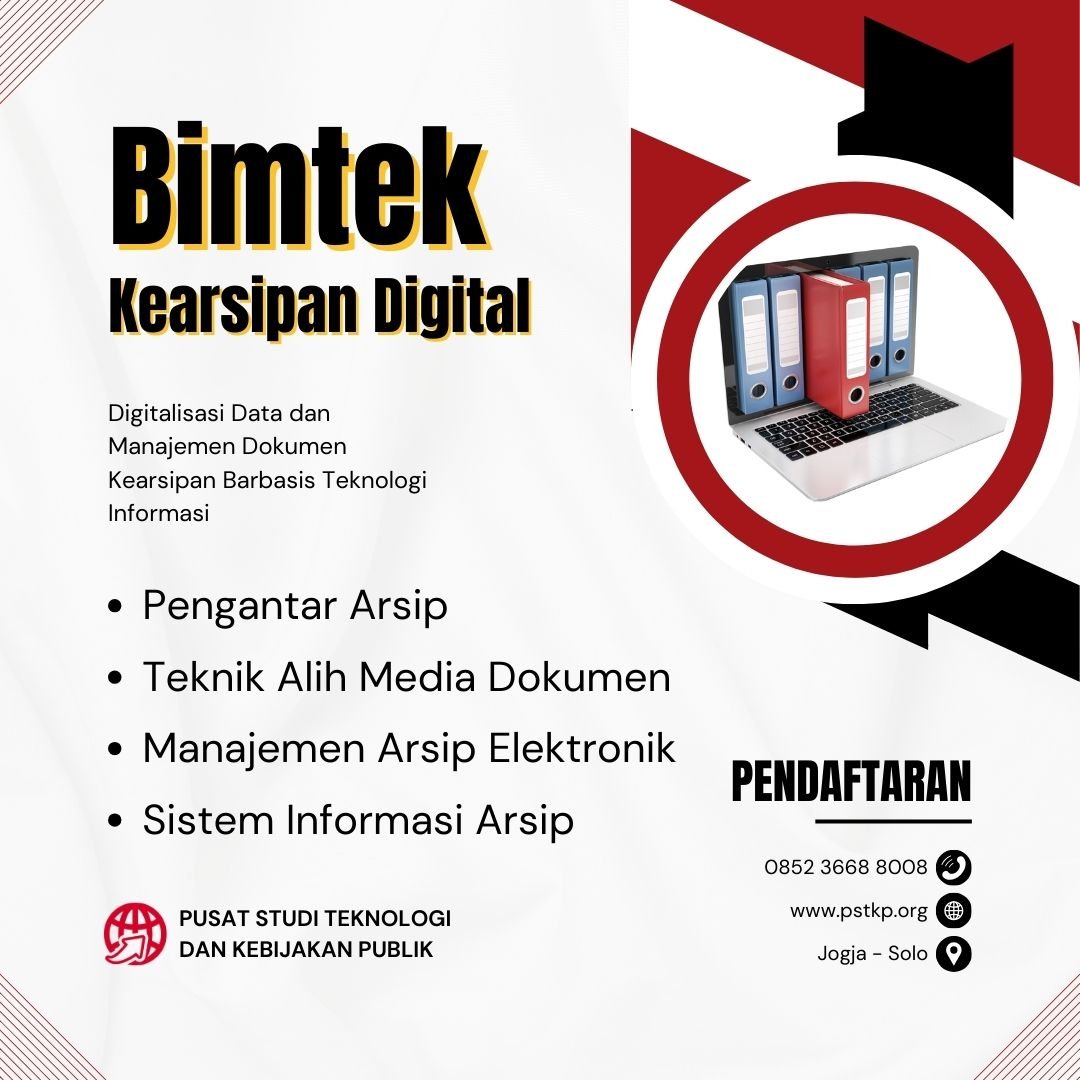 Bimtek
Kearsipan Digital
Digitalisasi Data dan
Manajemen Dokumen
Kearsipan Barbasis Teknologi
Informasi
• Pengantar Arsip
• Teknik Alih Media Dokumen
• Manajemen Arsip Elektronik
• Sistem Informasi Arsip
PUSAT STUDI TEKNOLOGI
DAN KEBIJAKAN PUBLIK
PENDAFTARAN
0852 3668 8008
www.pstkp.org
Jogja - Solo